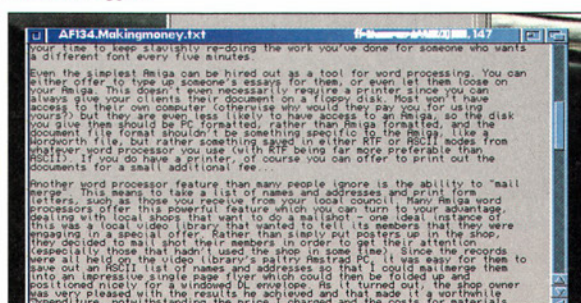 AF134.Makingmoney.txt 147
your time to keep slavishly re-doing the work you've done for someone who wants
a different font every five minutes.
Even the simplest Amiga can be hired out as a tool for word processing. You can
either offer to type up someone's essays for them, or even let them loose on
your Amiga. This doesn't even necessarily require a printer since you can
always give your clients their document on a floppy disk. Most won't have
access to their own computer (otherwise why would they pay you for using
yours?) but they are even less likely to have access to an Amiga, so the disk
you give them should be PC formatted, rather than Amiga formatted, and the
document file format shouldn't be something specific to the Amiga, like a
Wordworth file, but rather something saved in either RTF or ASCII modes from
whatever word processor you use (with RTF being far more preferable than
ASCII). If you do have a printer, of course you can offer to print out the
documents for a small additional fee...
Another word processor feature than many people ignore is the ability to "mail
merge". This means to take a list of names and addresses and print form
letters, such as those you receive from your local council. Many Amiga word
processors offer this powerful feature which you can turn to your advantage,
dealing with local shops that want to do a mailshot - one ideal instance of
this was a local video library that wanted to tell its members that they were
engaging in a special offer. Rather than simply put posters up in the shop,
they decided to mail shot their members in order to get their attention
(especially those that hadn't used the shop in some time) Since the records
were all held on the video library's paltry Amstrad PC, it was easy for them to
save out an ASCII list of names and addresses so that I could mailmerge them
into an impressive single page flyer which could then be folded up and
positioned nicely for a windowed DL envelope. As it turned out, the shop owner
was very pleased with the results he achieved and that made it a worthwhile
expenditure, notwithstanding the price I charged and the cost of